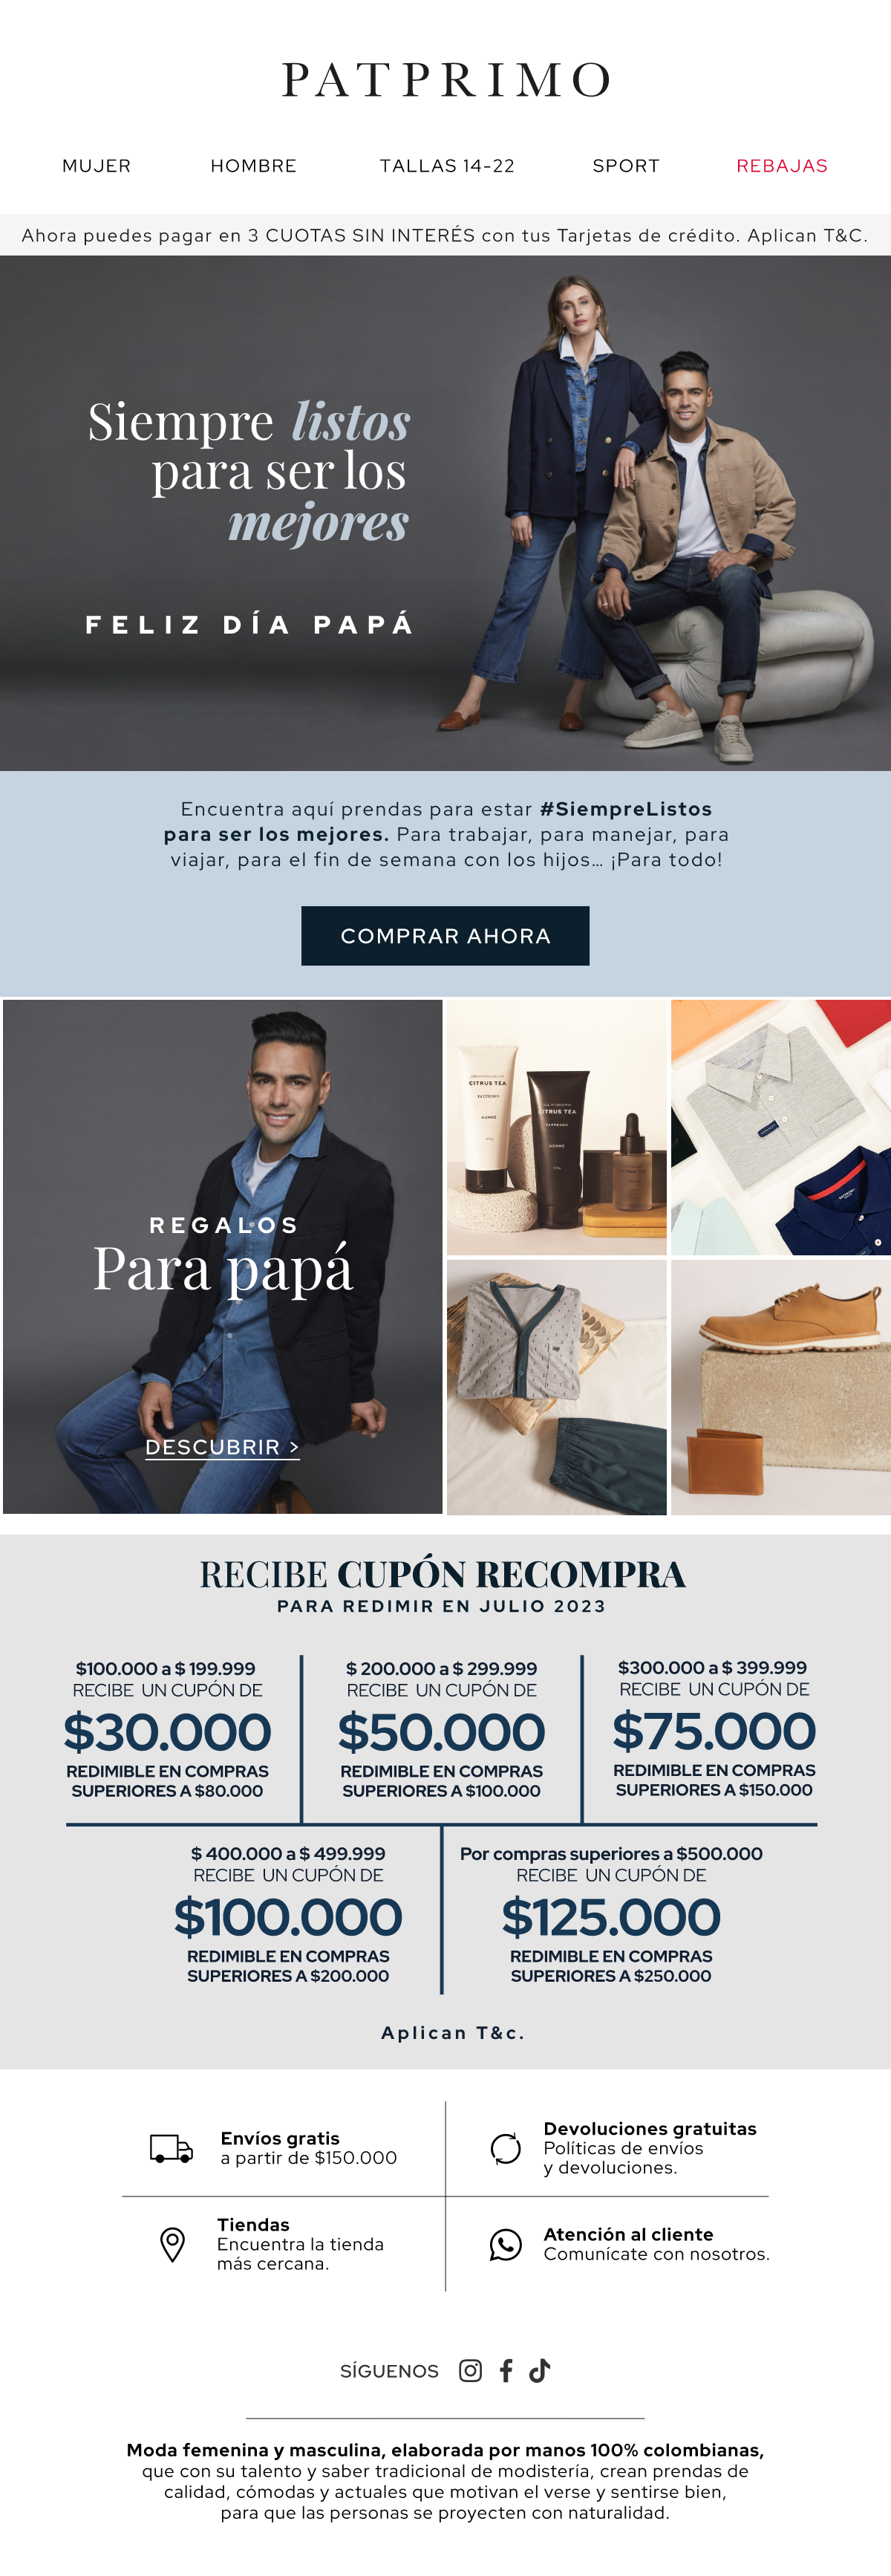 PATPRIMO
MUJER HOMBRE TALLAS 14-22 SPORT REBAJAS
Ahora puedes pagar en 3 CUOTAS SIN INTERÉS con tus Tarjetas de crédito. Aplican T&C.
Siempre listos
para ser los
mejores
FELIZ DÍA PAPÁ
Encuentra aquí prendas para estar #SiempreListos
para ser los mejores. Para trabajar, para manejar, para
viajar, para el fin de semana con los hijos... ¡Para todo!
COMPRAR AHORA
REGALOS
Para papá
DESCUBRIR >
CITRUS TEA
PATPRIMO
HOMME
CITRUS TEA
PATPRIMO
HOMME
RECIBE CUPÓN RECOMPRA
PARA REDIMIR EN JULIO 2023
$100.000 a $ 199.999
RECIBE UN CUPÓN DE
$30.000
REDIMIBLE EN COMPRAS
SUPERIORES A $80.000
$ 200.000 a $ 299.999
RECIBE UN CUPÓN DE
$50.000
REDIMIBLE EN COMPRAS
SUPERIORES A $100.000
$300.000 a $ 399.999
RECIBE UN CUPÓN DE
$75.000
REDIMIBLE EN COMPRAS
SUPERIORES A $150.000
$ 400.000 a $ 499.999
RECIBE UN CUPÓN DE
$100.000
REDIMIBLE EN COMPRAS
SUPERIORES A $200.000
Por compras superiores a $500.000
RECIBE UN CUPÓN DE
$125.000
REDIMIBLE EN COMPRAS
SUPERIORES A $250.000
Aplican T&c.
Envíos gratis
a partir de $150.000
Devoluciones gratuitas
Políticas de envíos
y devoluciones.
Tiendas
Encuentra la tienda
más cercana.
Atención al cliente
Comunícate con nosotros.
SÍGUENOS
Moda femenina y masculina, elaborada por manos 100% colombianas,
que con su talento y saber tradicional de modistería, crean prendas de
calidad, cómodas y actuales que motivan el verse y sentirse bien,
para que las personas se proyecten con naturalidad.